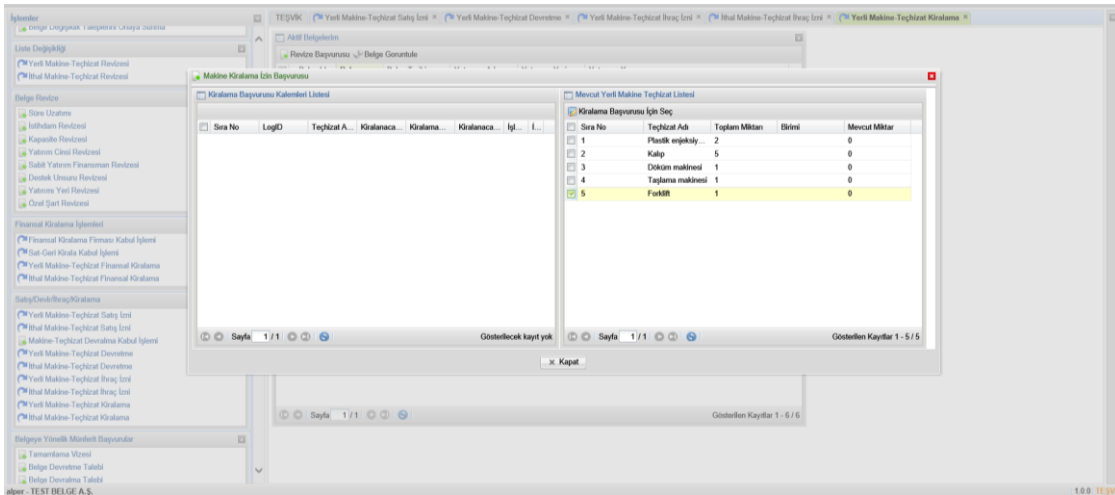 İşlemler
TEŞVİK Yerli Makine-Teçhizat Satış İzni × Yerli Makine-Teçhizat Devretme × Yerli Makine-Teçhizat İhraç İzni × İthal Makine-Teçhizat İhraç İzni × Yerli Makine-Teçhizat Kiralama ×
Belge Değişiklik Taleplerini Onaya Sunma
Aktif Belgelerim
Liste Değişikliği
Revize Başvurusu Belge Goruntule
Yerli Makine-Teçhizat Revizesi
İthal Makine-Teçhizat Revizesi
Makine Kiralama İzin Başvurusu
Belge Revize
Süre Uzatımı
İstihdam Revizesi
Kapasite Revizesi
Yatırım Cinsi Revizesi
Sabit Yatırım Finansman Revizesi
Destek Unsuru Revizesi
Yatırım Yeri Revizesi
Özel Şart Revizesi
Kiralama Başvurusu Kalemleri Listesi
Sıra No LogID Teçhizat A... Kiralanaca... Kiralama... Kiralanaca... İşl... İ...
Sayfa 1 / 1 Gösterilecek kayıt yok
Mevcut Yerli Makine Teçhizat Listesi
Kiralama Başvurusu İçin Seç
Sıra No Teçhizat Adı Toplam Miktarı Birimi Mevcut Miktar
1 Plastik enjeksiy... 2 0
2 Kalıp 5 0
3 Döküm makinesi 1 0
4 Taşlama makinesi 1 0
5 Forklift 1 0
Sayfa 1 / 1 Gösterilen Kayıtlar 1 - 5 / 5
× Kapat
Finansal Kiralama İşlemleri
Finansal Kiralama Firması Kabul İşlemi
Sat-Geri Kirala Kabul İşlemi
Yerli Makine-Teçhizat Finansal Kiralama
İthal Makine-Teçhizat Finansal Kiralama
Satış/Devir/İhraç/Kiralama
Yerli Makine-Teçhizat Satış İzni
İthal Makine-Teçhizat Satış İzni
Makine-Teçhizat Devralma Kabul İşlemi
Yerli Makine-Teçhizat Devretme
İthal Makine-Teçhizat Devretme
Yerli Makine-Teçhizat İhraç İzni
İthal Makine-Teçhizat İhraç İzni
Yerli Makine-Teçhizat Kiralama
İthal Makine-Teçhizat Kiralama
Sayfa 1 / 1 Gösterilen Kayıtlar 1 - 6 / 6
Belgeye Yönelik Münferit Başvurular
Tamamlama Vizesi
Belge Devretme Talebi
Belge Devralma Talebi
alper - TEST BELGE A.Ş. 1.0.0